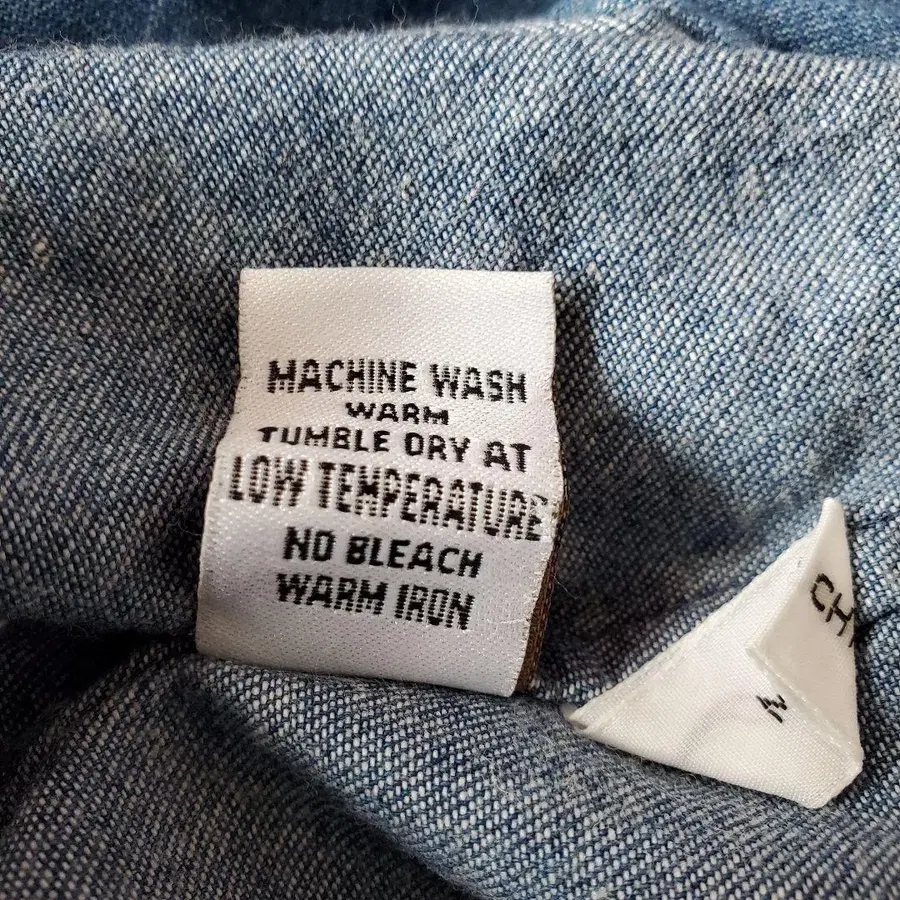 MACHINE WASH
WARM
TUMBLE DRY AT
LOW TEMPERATURE
NO BLEACH
WARM IRON